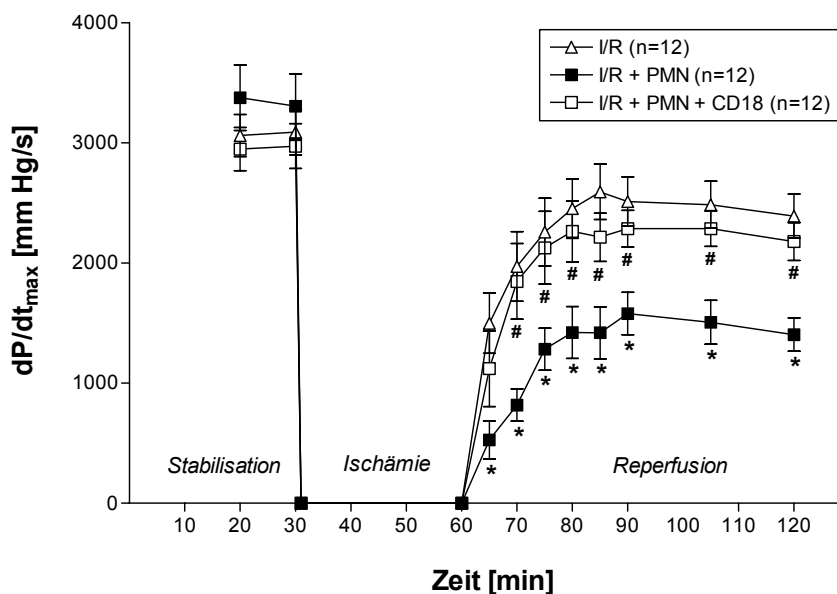 4000
3000
2000
1000
0
dP/dt_max [mm Hg/s]
I/R (n=12)
I/R + PMN (n=12)
I/R + PMN + CD18 (n=12)
# # # # # # #
* * * * * * * *
Stabilisation Ischämie Reperfusion
10 20 30 40 50 60 70 80 90 100 110 120
Zeit [min]